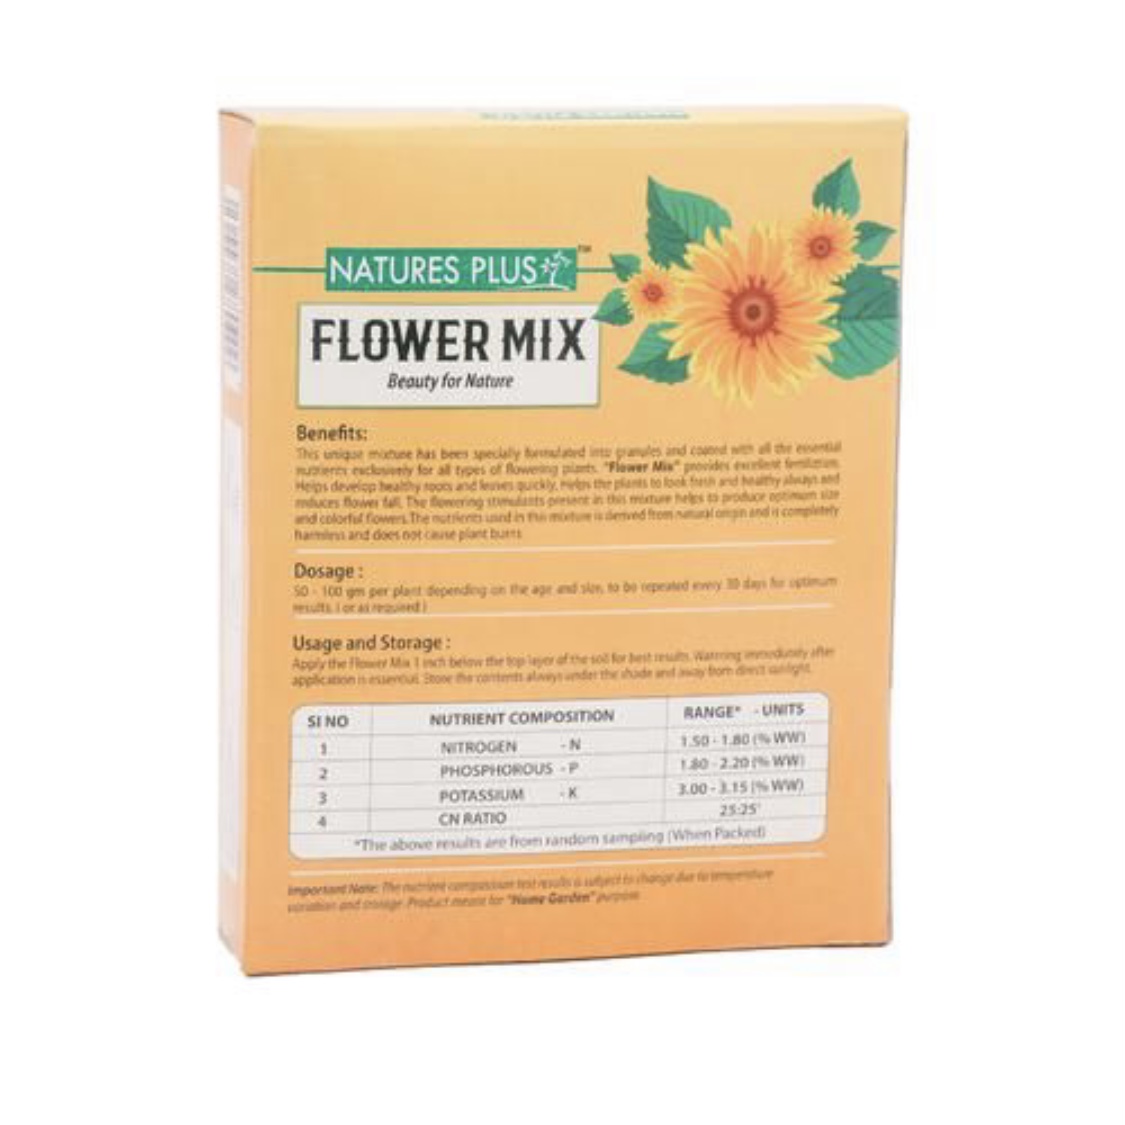 NATURES PLUS
TM
FLOWER MIX
Beauty for Nature
Benefits:
This unique mixture has been specially formulated into granules and coated with all the essential
nutrients exclusively for all types of flowering plants. "Flower Mix" provides excellent fertilization.
Helps develop healthy roots and leaves quickly. Helps the plants to look fresh and healthy always and
reduces flower fall. The flowering stimulants present in this mixture helps to produce optimum size
and colorful flowers. The nutrients used in this mixture is derived from natural origin and is completely
harmless and does not cause plant burns
Dosage :
50 - 100 gm per plant depending on the age and size, to be repeated every 30 days for optimum
results. ( or as required )
Usage and Storage :
Apply the Flower Mix 1 inch below the top layer of the soil for best results. Watering immediately after
application is essential. Store the contents always under the shade and away from direct sunlight.
SI NO NUTRIENT COMPOSITION RANGE* - UNITS
1 NITROGEN - N 1.50 - 1.80 (% WW)
2 PHOSPHOROUS - P 1.80 - 2.20 (% WW)
3 POTASSIUM - K 3.00 - 3.15 (% WW)
4 CN RATIO 25:25'
*The above results are from random sampling (When Packed)
Important Note: The nutrient composition test results is subject to change due to temperature
variation and storage. Product meant for "Home Garden" purpose